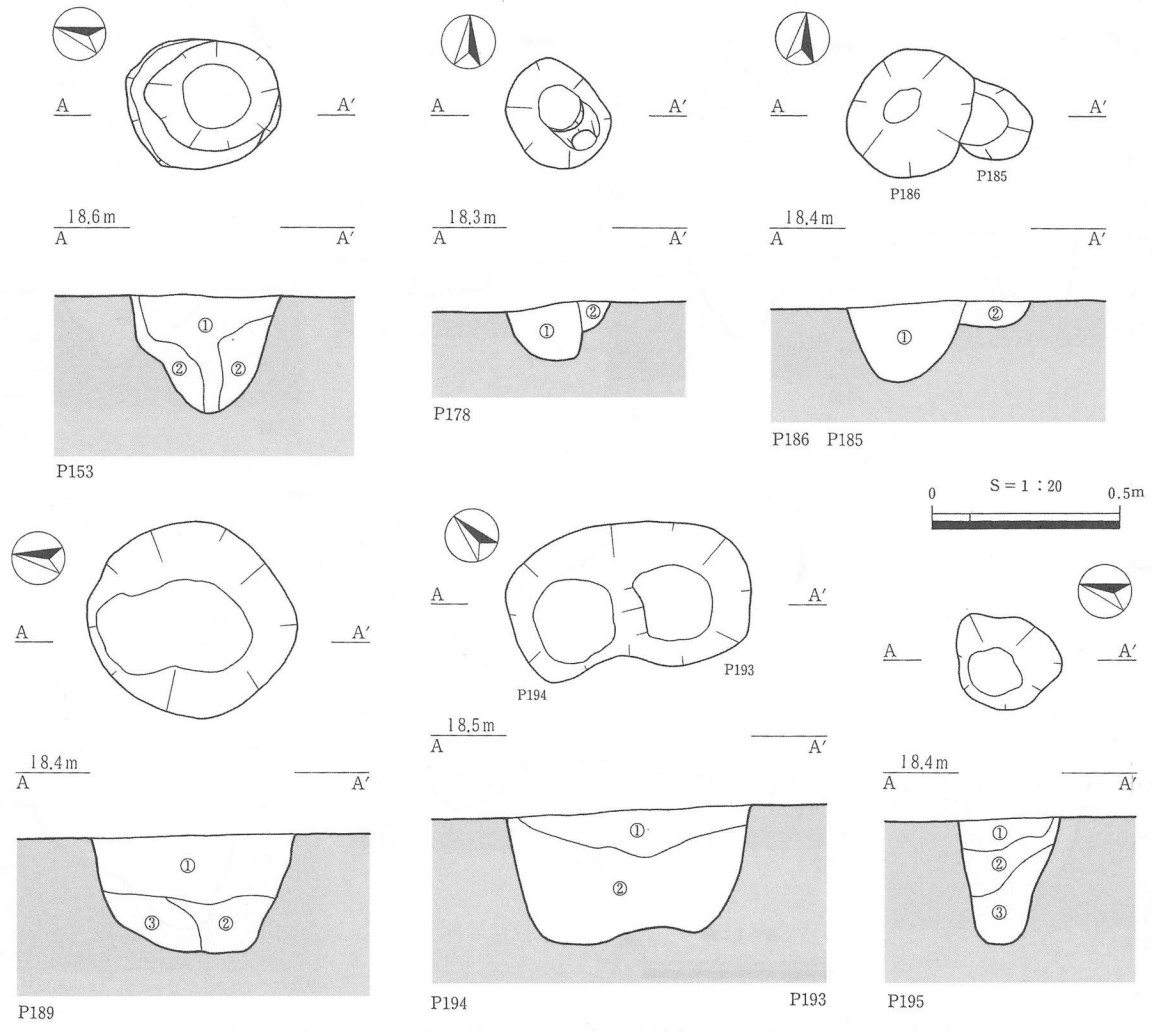 A A′
18.6m
A A′
① ② ②
P153
A A′
18.3m
A A′
① ②
P178
A A′
P186 P185
18.4m
A A′
① ②
P186 P185
S＝1：20
0 0.5m
A A′
18.4m
A A′
①
③ ②
P189
A A′
P194 P193
18.5m
A A′
①
②
P194 P193
A A′
18.4m
A A′
①
②
③
P195